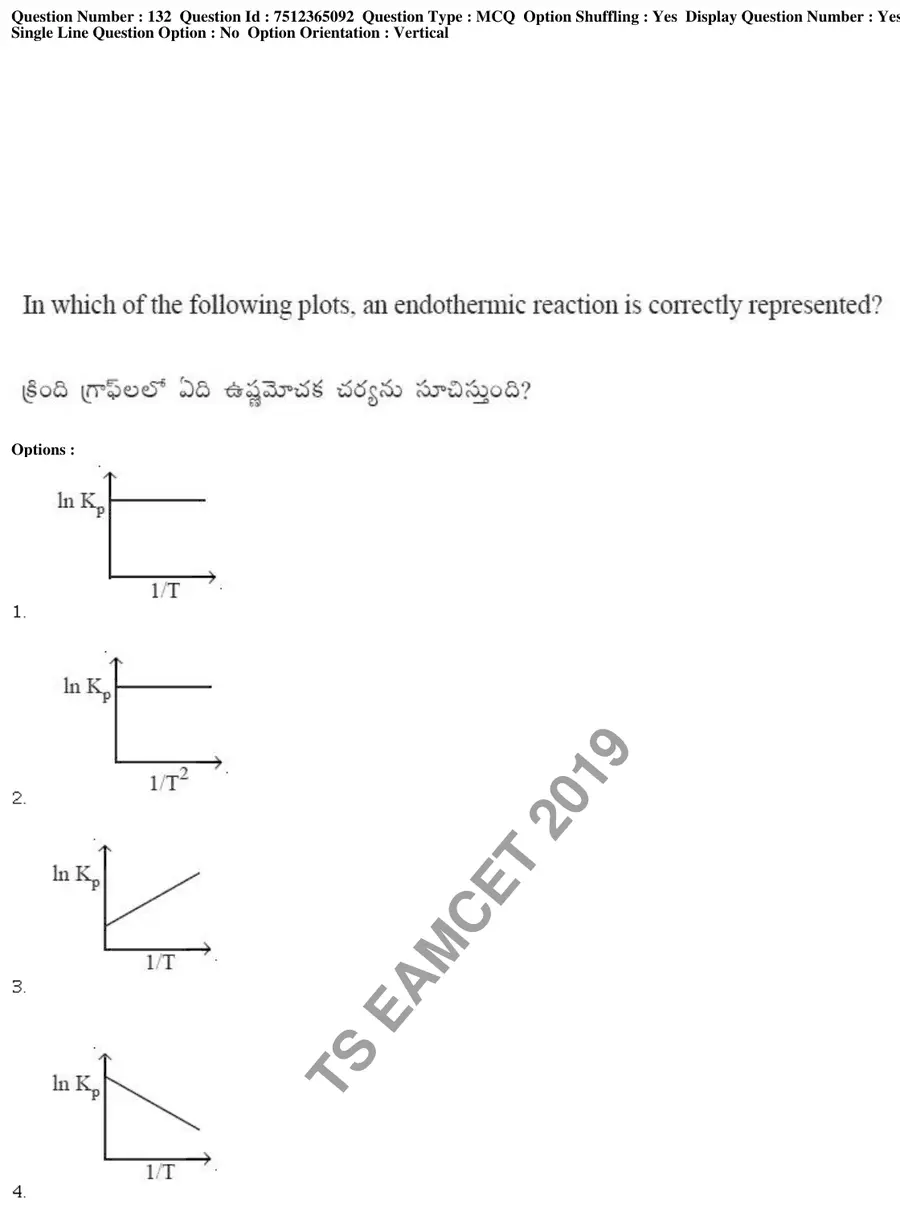 Question Number : 132 Question Id : 7512365092 Question Type : MCQ Option Shuffling : Yes Display Question Number : Yes
Single Line Question Option : No Option Orientation : Vertical
In which of the following plots, an endothermic reaction is correctly represented?
క్రింది గ్రాఫ్‌లలో ఏది ఉష్ణమోచక చర్యను సూచిస్తుంది?
Options :
ln Kp
1/T
1.
ln Kp
1/T²
2.
ln Kp
1/T
3.
ln Kp
1/T
4.
TS EAMCET 2019